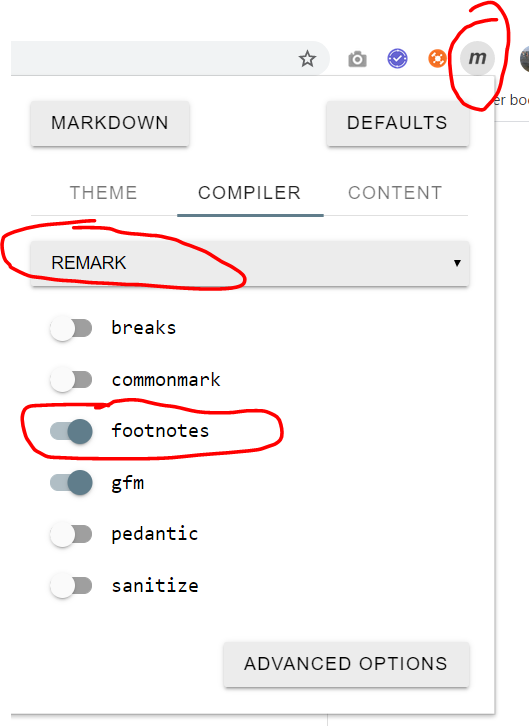 m
er boo
MARKDOWN
DEFAULTS
THEME
COMPILER
CONTENT
REMARK
breaks
commonmark
footnotes
gfm
pedantic
sanitize
ADVANCED OPTIONS